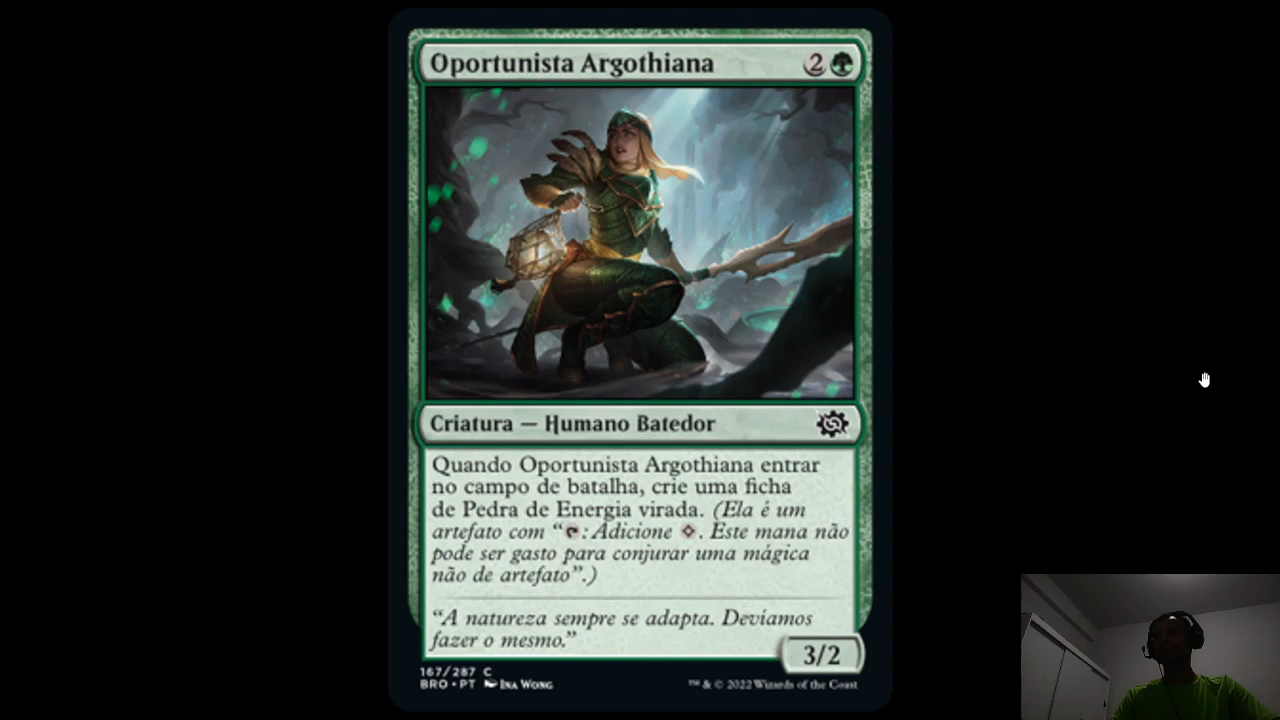 Oportunista Argothiana 2
Criatura — Humano Batedor
Quando Oportunista Argothiana entrar
no campo de batalha, crie uma ficha
de Pedra de Energia virada. (Ela é um
artefato com “: Adicione . Este mana não
pode ser gasto para conjurar uma mágica
não de artefato”.)
“A natureza sempre se adapta. Devíamos
fazer o mesmo.”
3/2
167/287 C
BRO • PT Ina Wong
™ & © 2022 Wizards of the Coast